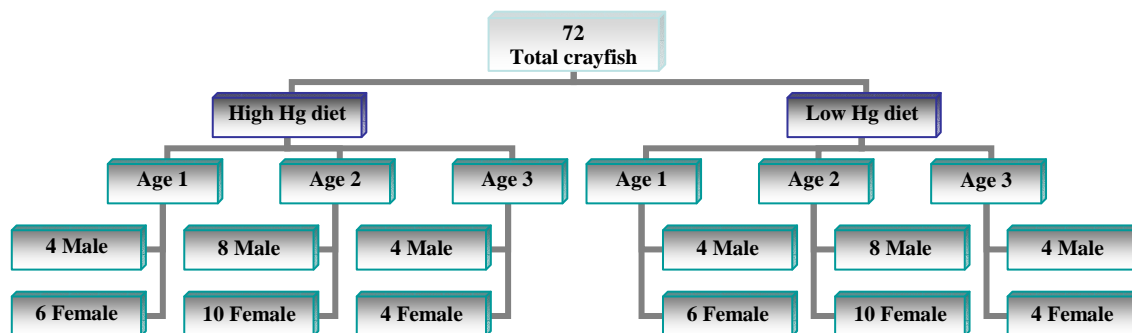 72
Total crayfish
High Hg diet
Low Hg diet
Age 1
Age 2
Age 3
Age 1
Age 2
Age 3
4 Male
8 Male
4 Male
4 Male
8 Male
4 Male
6 Female
10 Female
4 Female
6 Female
10 Female
4 Female